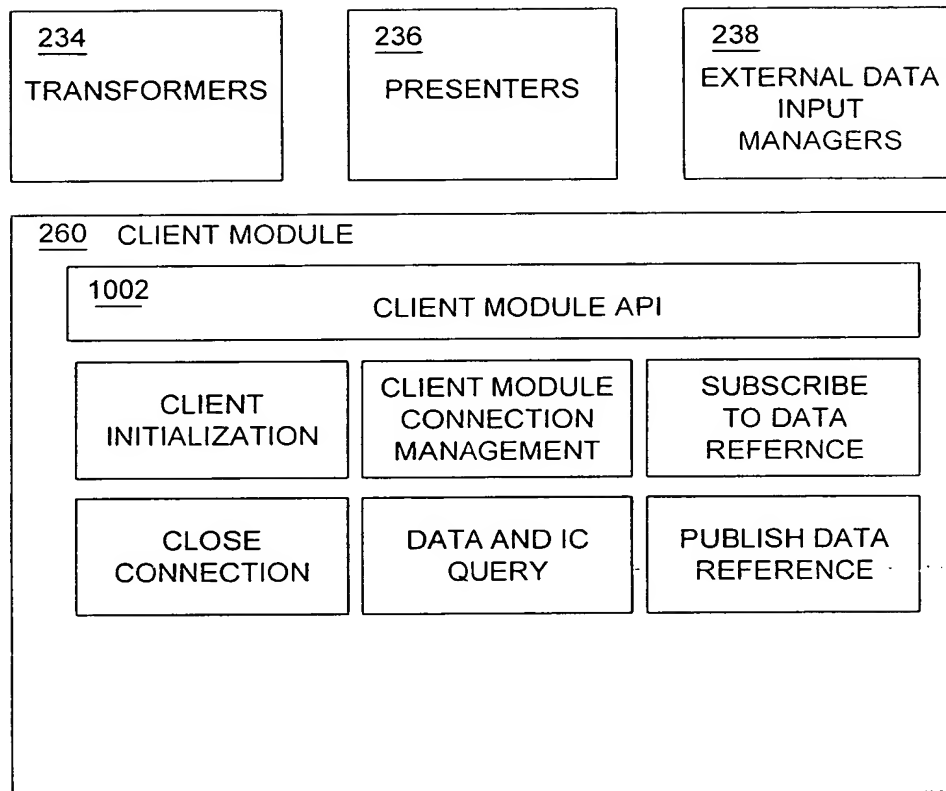 234
TRANSFORMERS
236
PRESENTERS
238
EXTERNAL DATA
INPUT
MANAGERS
260 CLIENT MODULE
1002
CLIENT MODULE API
CLIENT
INITIALIZATION
CLIENT MODULE
CONNECTION
MANAGEMENT
SUBSCRIBE
TO DATA
REFERNCE
CLOSE
CONNECTION
DATA AND IC
QUERY
PUBLISH DATA
REFERENCE